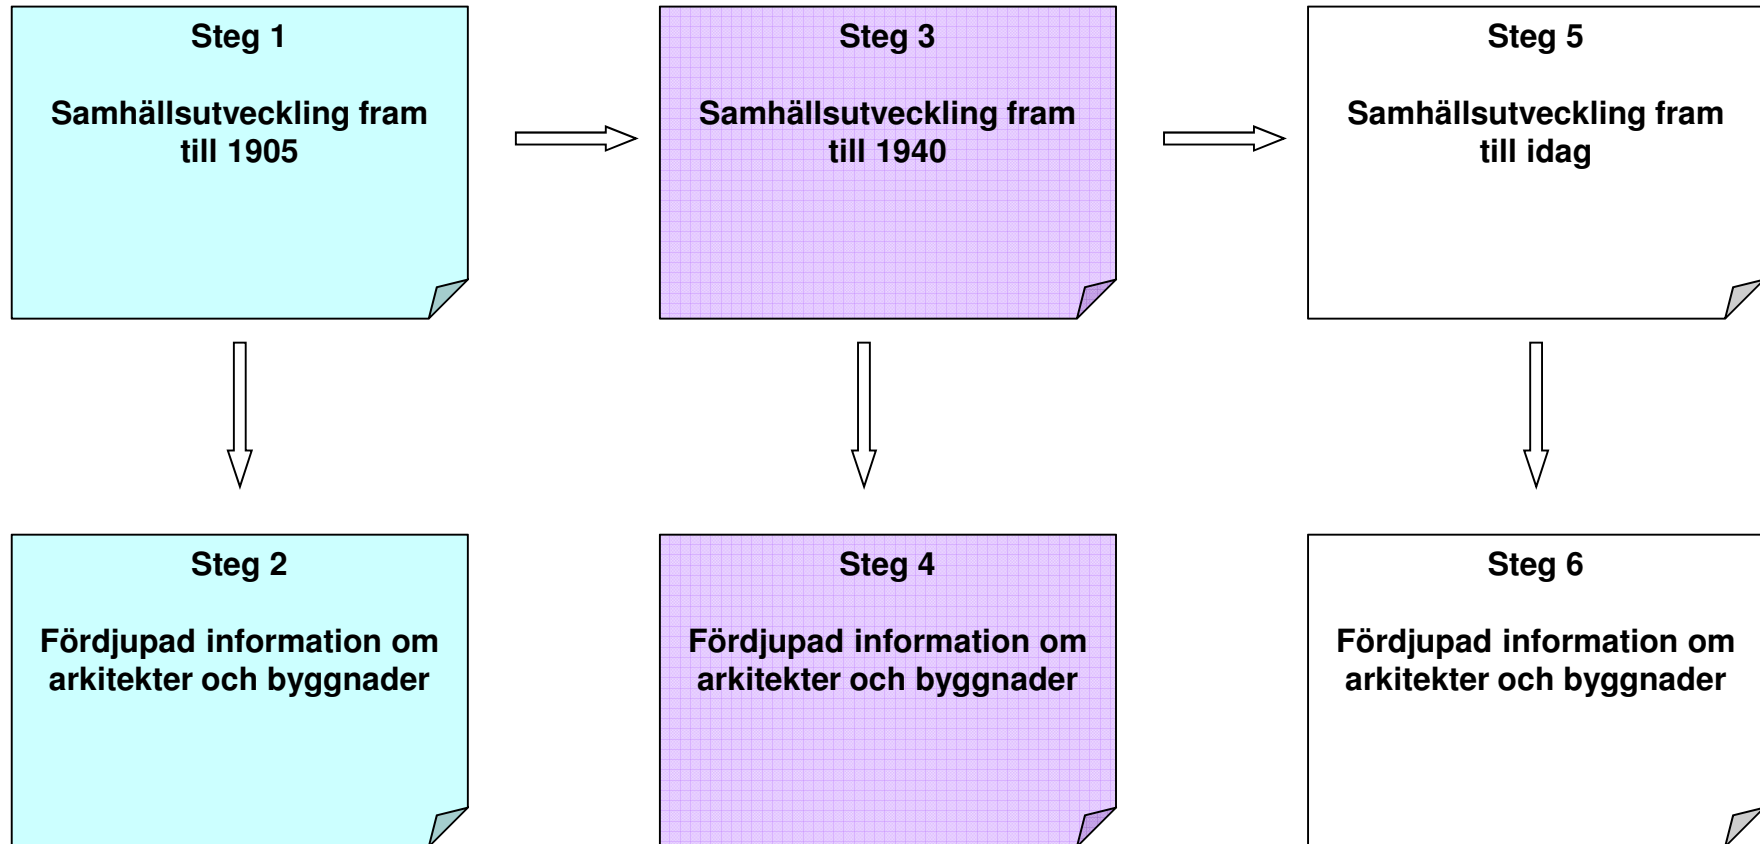 Steg 1
Samhällsutveckling fram
till 1905
Steg 3
Samhällsutveckling fram
till 1940
Steg 5
Samhällsutveckling fram
till idag
Steg 2
Fördjupad information om
arkitekter och byggnader
Steg 4
Fördjupad information om
arkitekter och byggnader
Steg 6
Fördjupad information om
arkitekter och byggnader